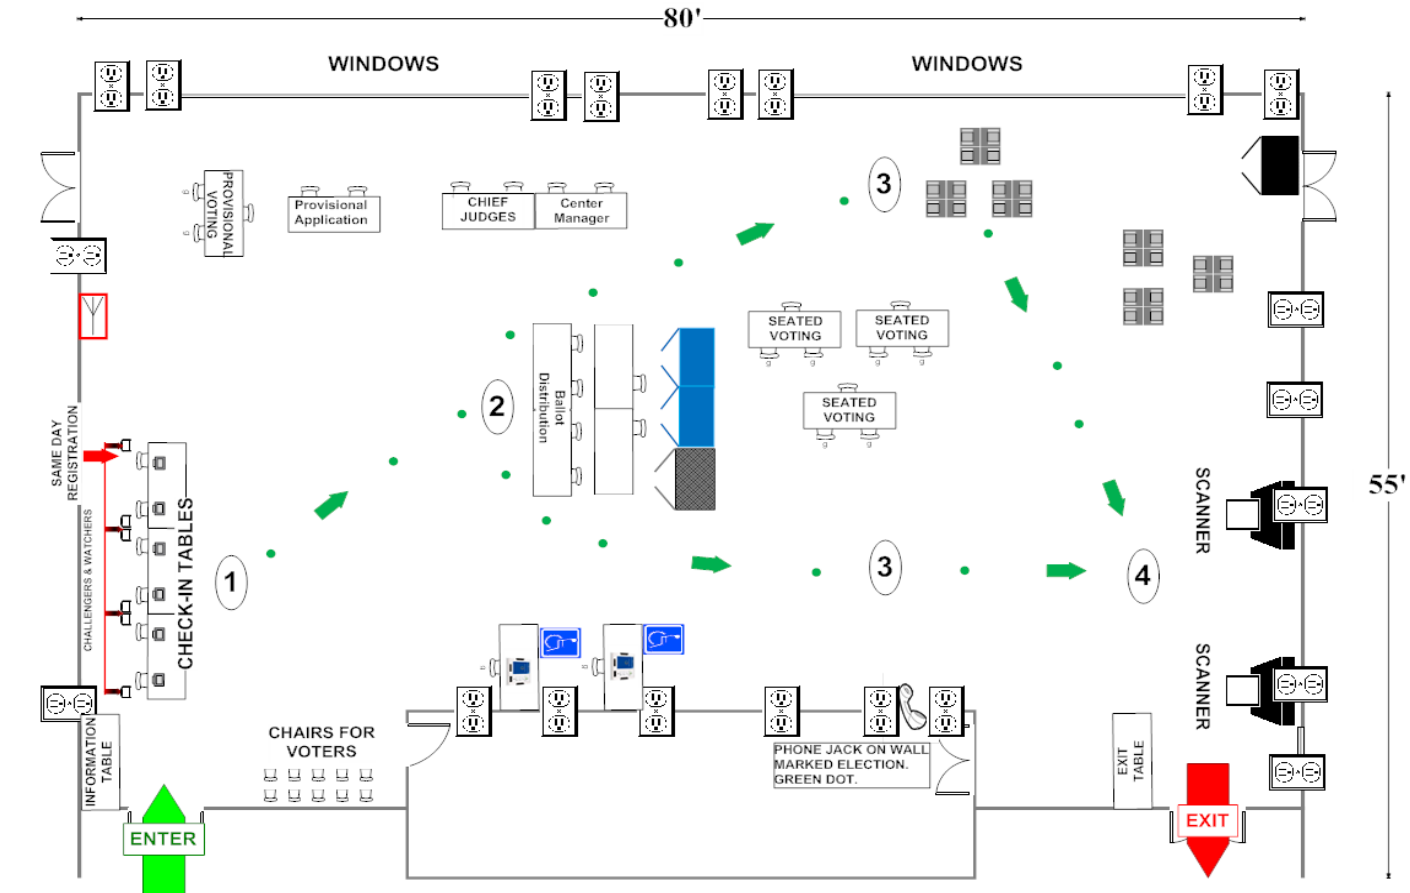 80'
WINDOWS
WINDOWS
3
PROVISIONAL
VOTING
Provisional
Application
CHIEF
JUDGES
Center
Manager
SEATED
VOTING
SEATED
VOTING
SEATED
VOTING
2
Ballot
Distribution
SAME DAY
REGISTRATION
CHALLENGERS & WATCHERS
CHECK-IN TABLES
1
3
4
SCANNER
55'
SCANNER
INFORMATION
TABLE
CHAIRS FOR
VOTERS
PHONE JACK ON WALL
MARKED ELECTION.
GREEN DOT.
EXIT
TABLE
ENTER
EXIT